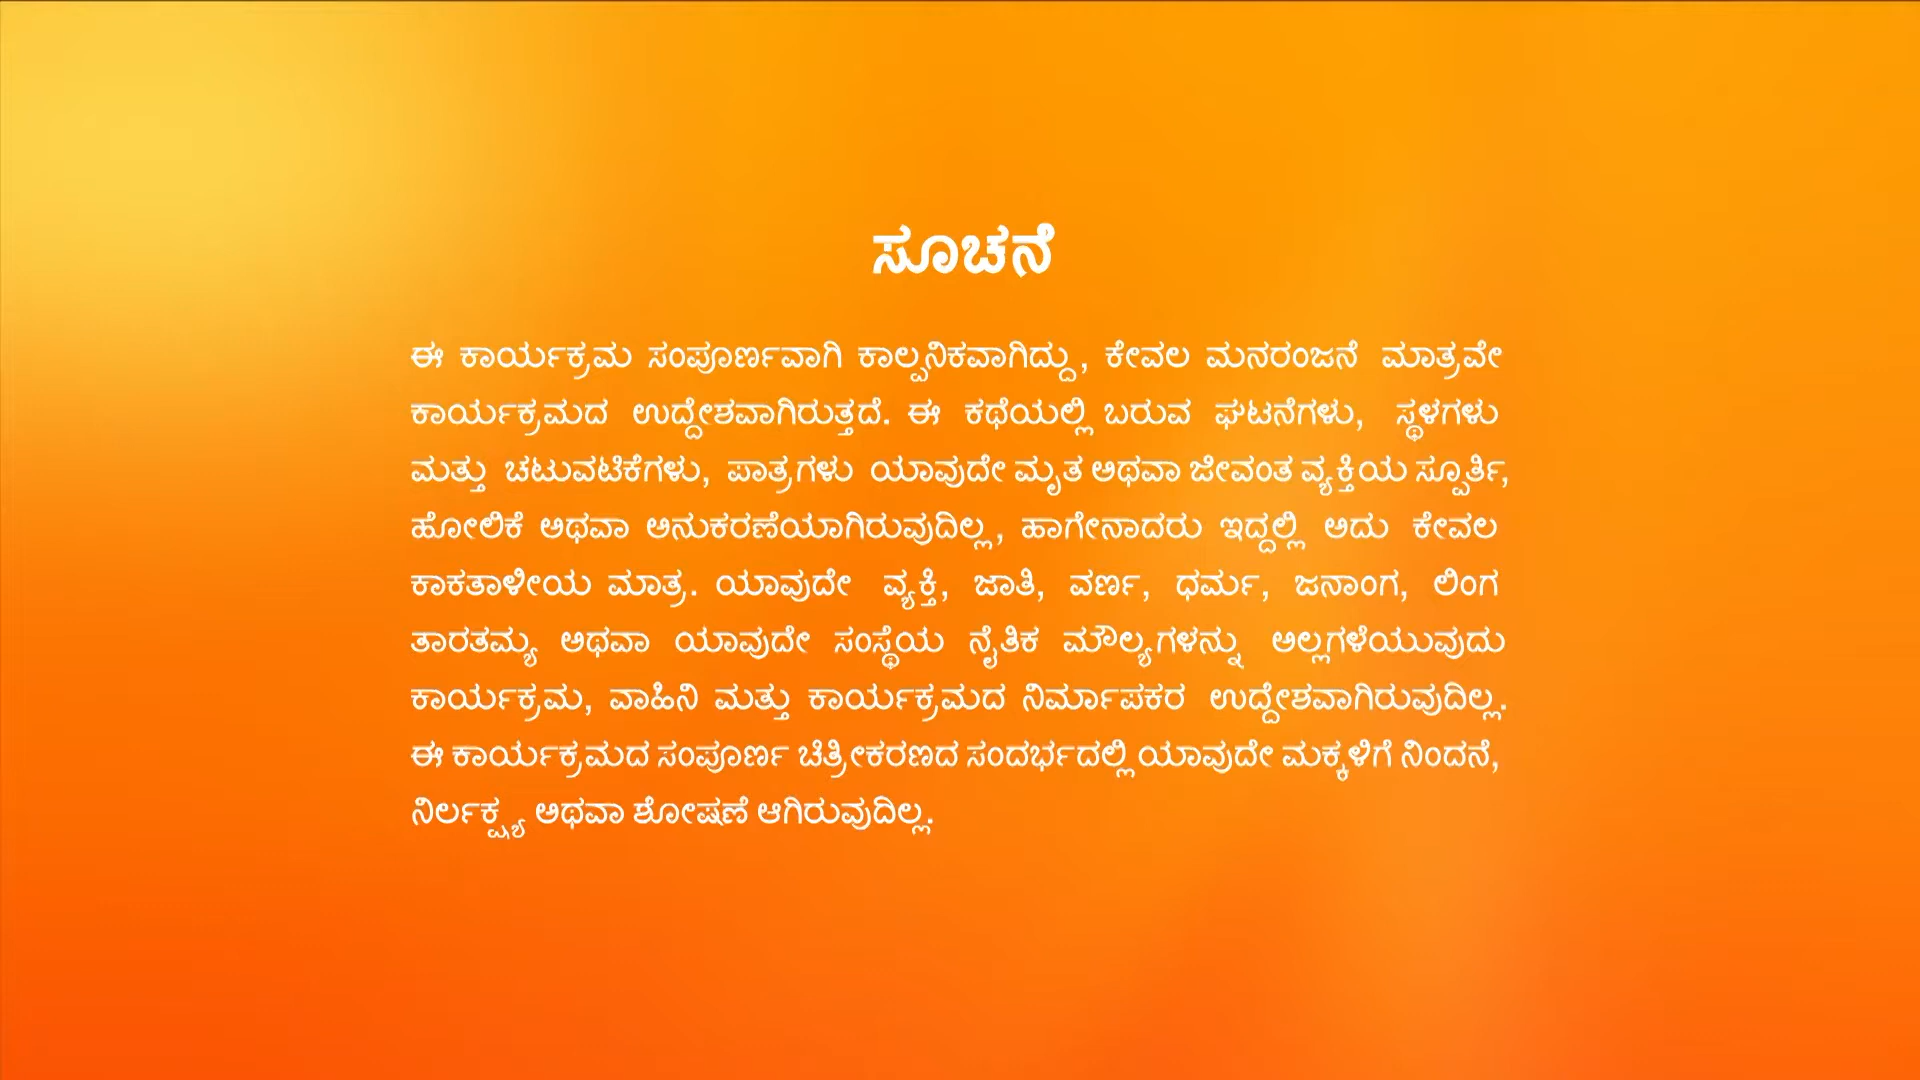 ಸೂಚನೆ
ಈ ಕಾರ್ಯಕ್ರಮ ಸಂಪೂರ್ಣವಾಗಿ ಕಾಲ್ಪನಿಕವಾಗಿದ್ದು, ಕೇವಲ ಮನರಂಜನೆ ಮಾತ್ರವೇ
ಕಾರ್ಯಕ್ರಮದ ಉದ್ದೇಶವಾಗಿರುತ್ತದೆ. ಈ ಕಥೆಯಲ್ಲಿ ಬರುವ ಘಟನೆಗಳು, ಸ್ಥಳಗಳು
ಮತ್ತು ಚಟುವಟಿಕೆಗಳು, ಪಾತ್ರಗಳು ಯಾವುದೇ ಮೃತ ಅಥವಾ ಜೀವಂತ ವ್ಯಕ್ತಿಯ ಸ್ಪೂರ್ತಿ,
ಹೋಲಿಕೆ ಅಥವಾ ಅನುಕರಣೆಯಾಗಿರುವುದಿಲ್ಲ, ಹಾಗೇನಾದರು ಇದ್ದಲ್ಲಿ ಅದು ಕೇವಲ
ಕಾಕತಾಳೀಯ ಮಾತ್ರ. ಯಾವುದೇ ವ್ಯಕ್ತಿ, ಜಾತಿ, ವರ್ಣ, ಧರ್ಮ, ಜನಾಂಗ, ಲಿಂಗ
ತಾರತಮ್ಯ ಅಥವಾ ಯಾವುದೇ ಸಂಸ್ಥೆಯ ನೈತಿಕ ಮೌಲ್ಯಗಳನ್ನು ಅಲ್ಲಗಳೆಯುವುದು
ಕಾರ್ಯಕ್ರಮ, ವಾಹಿನಿ ಮತ್ತು ಕಾರ್ಯಕ್ರಮದ ನಿರ್ಮಾಪಕರ ಉದ್ದೇಶವಾಗಿರುವುದಿಲ್ಲ.
ಈ ಕಾರ್ಯಕ್ರಮದ ಸಂಪೂರ್ಣ ಚಿತ್ರೀಕರಣದ ಸಂದರ್ಭದಲ್ಲಿ ಯಾವುದೇ ಮಕ್ಕಳಿಗೆ ನಿಂದನೆ,
ನಿರ್ಲಕ್ಷ್ಯ ಅಥವಾ ಶೋಷಣೆ ಆಗಿರುವುದಿಲ್ಲ.